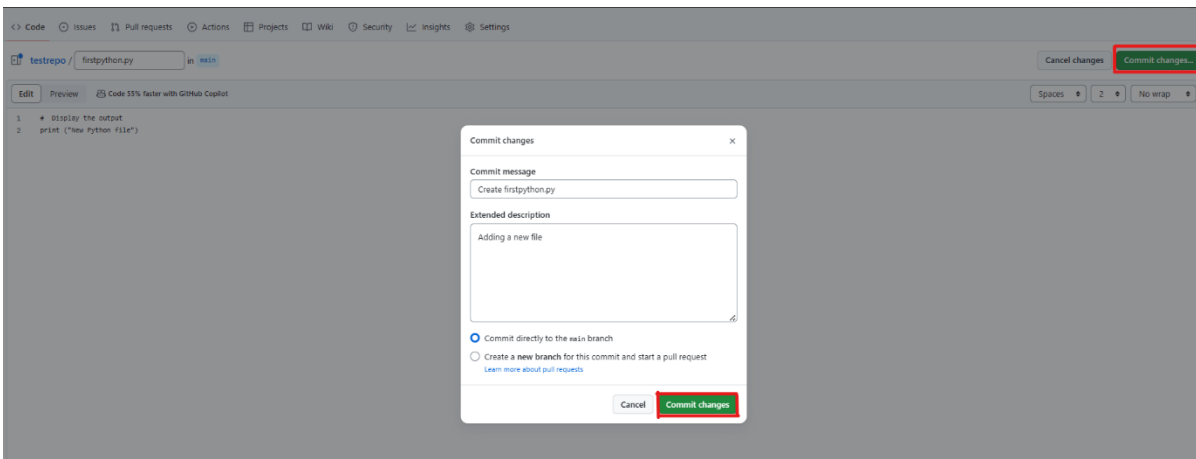 <> Code Issues Pull requests Actions Projects Wiki Security Insights Settings
testrepo / firstpython.py in main Cancel changes Commit changes...
Edit Preview Code 55% faster with GitHub Copilot Spaces 2 No wrap
1 # Display the output
2 print ("New Python file")
Commit changes ×
Commit message
Create firstpython.py
Extended description
Adding a new file
Commit directly to the main branch
Create a new branch for this commit and start a pull request
Learn more about pull requests
Cancel Commit changes